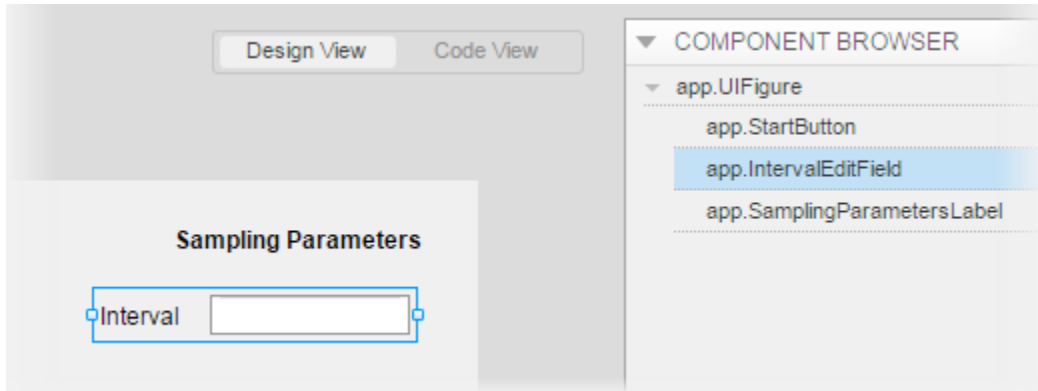 Design View
Code View
COMPONENT BROWSER
app.UIFigure
app.StartButton
app.IntervalEditField
app.SamplingParametersLabel
Sampling Parameters
Interval